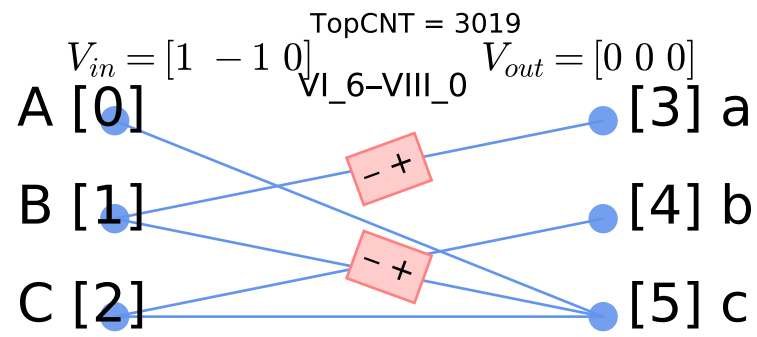 TopCNT = 3019
V_in = [1 −1 0] V_out = [0 0 0]
VI_6–VIII_0
A [0] [3] a
− +
B [1] [4] b
− +
C [2] [5] c